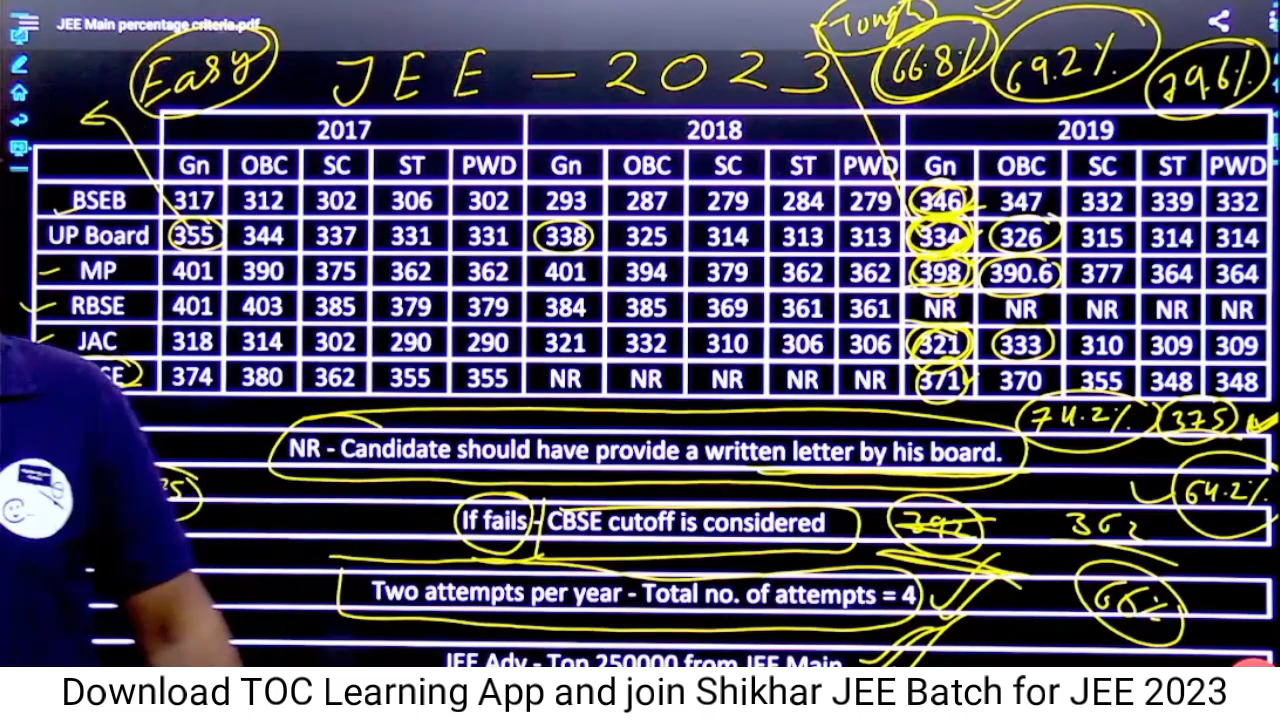 JEE Main percentage criteria.pdf
Tough
Easy JEE - 2023 66.8% 69.2% 79.6%
2017 2018 2019
Gn OBC SC ST PWD Gn OBC SC ST PWD Gn OBC SC ST PWD
BSEB 317 312 302 306 302 293 287 279 284 279 346 347 332 339 332
UP Board 355 344 337 331 331 338 325 314 313 313 334 326 315 314 314
MP 401 390 375 362 362 401 394 379 362 362 398 390.6 377 364 364
RBSE 401 403 385 379 379 384 385 369 361 361 NR NR NR NR NR
JAC 318 314 302 290 290 321 332 310 306 306 321 333 310 309 309
374 380 362 355 355 NR NR NR NR NR 371 370 355 348 348
74.2% 375
NR - Candidate should have provide a written letter by his board.
64.2%
If fails - CBSE cutoff is considered 392 362
Two attempts per year - Total no. of attempts = 4
JEE Adv - Top 250000 from JEE Main
Download TOC Learning App and join Shikhar JEE Batch for JEE 2023